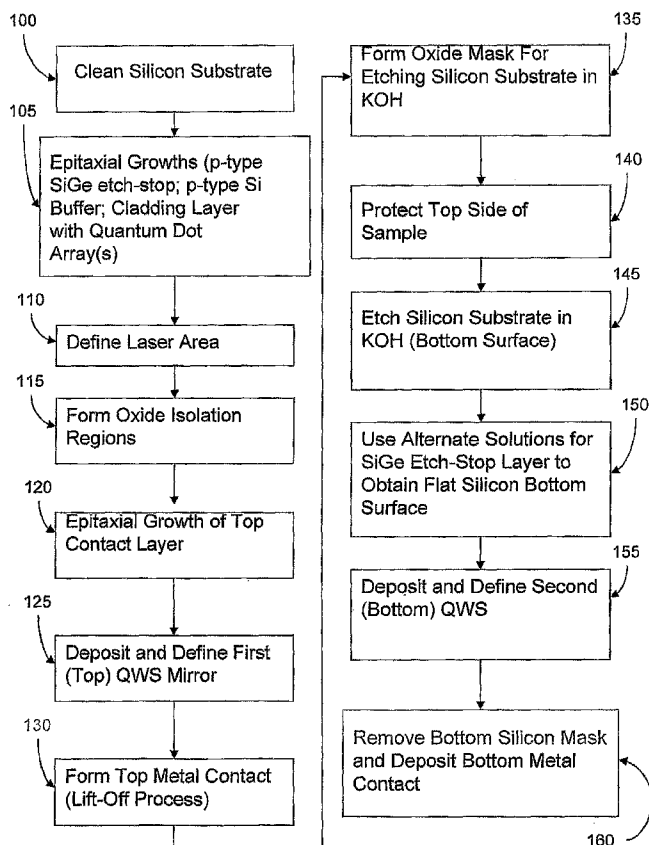 100
Clean Silicon Substrate
105
Epitaxial Growths (p-type
SiGe etch-stop; p-type Si
Buffer; Cladding Layer
with Quantum Dot
Array(s)
110
Define Laser Area
115
Form Oxide Isolation
Regions
120
Epitaxial Growth of Top
Contact Layer
125
Deposit and Define First
(Top) QWS Mirror
130
Form Top Metal Contact
(Lift-Off Process)
135
Form Oxide Mask For
Etching Silicon Substrate in
KOH
140
Protect Top Side of
Sample
145
Etch Silicon Substrate in
KOH (Bottom Surface)
150
Use Alternate Solutions for
SiGe Etch-Stop Layer to
Obtain Flat Silicon Bottom
Surface
155
Deposit and Define Second
(Bottom) QWS
Remove Bottom Silicon Mask
and Deposit Bottom Metal
Contact
160